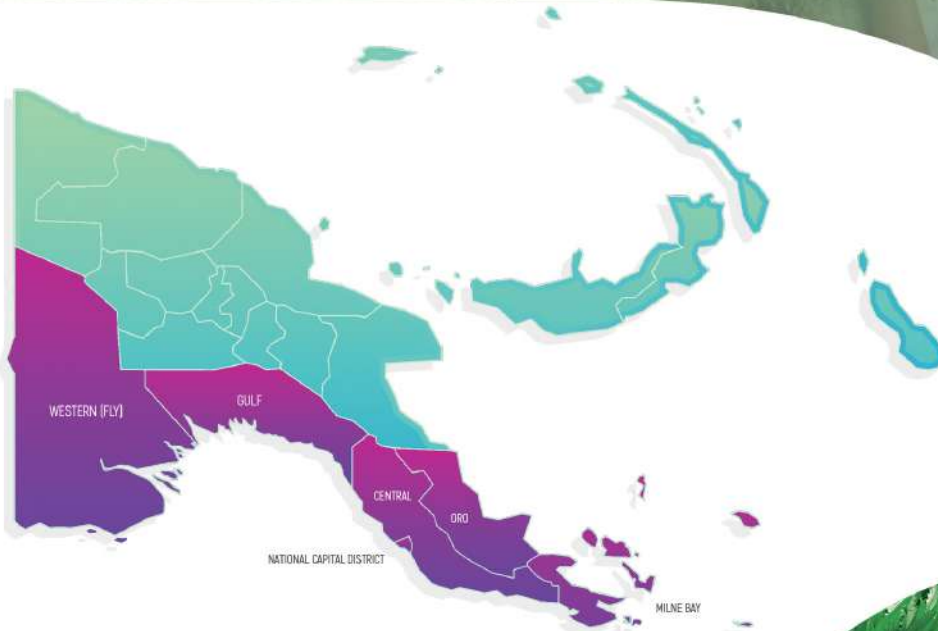 WESTERN (FLY)
GULF
CENTRAL
ORO
NATIONAL CAPITAL DISTRICT
MILNE BAY